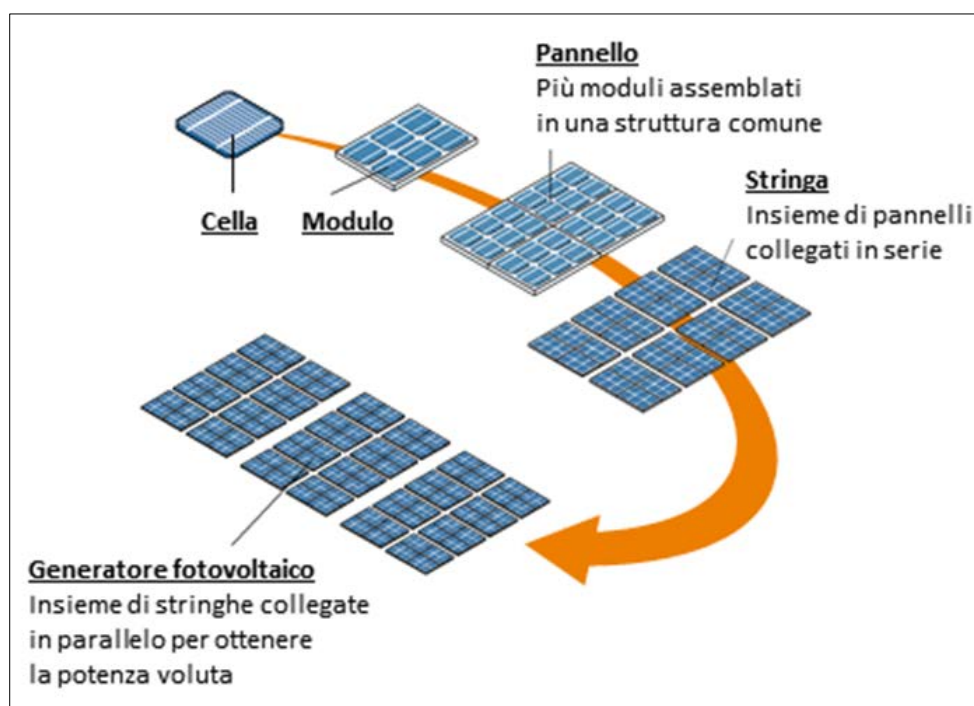 Pannello
Più moduli assemblati
in una struttura comune
Stringa
Insieme di pannelli
collegati in serie
Cella
Modulo
Generatore fotovoltaico
Insieme di stringhe collegate
in parallelo per ottenere
la potenza voluta